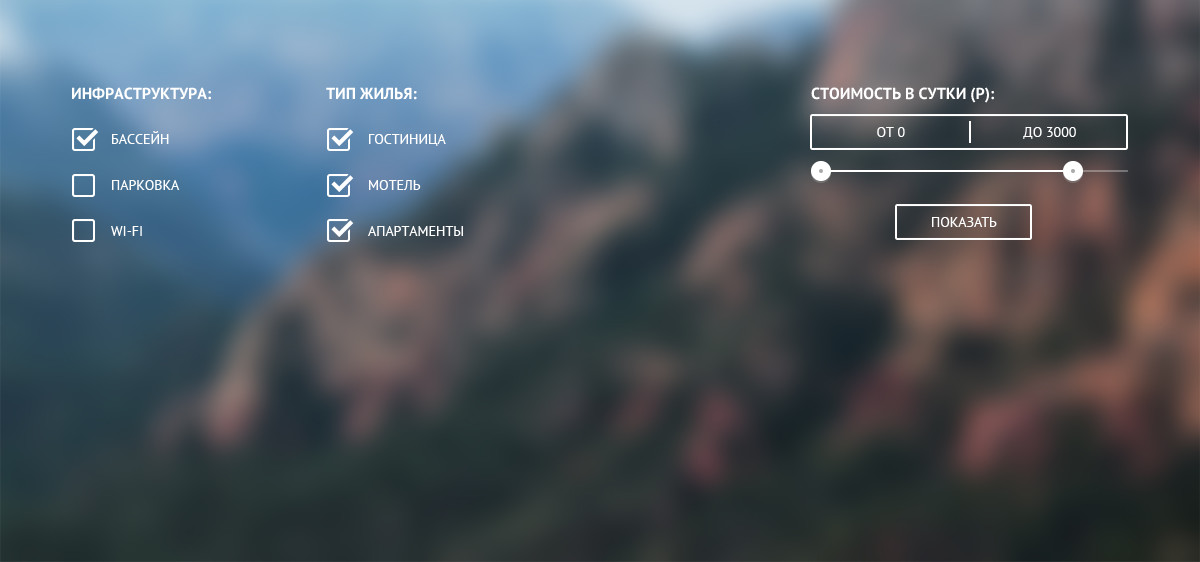 ИНФРАСТРУКТУРА:
БАССЕЙН
ПАРКОВКА
WI-FI
ТИП ЖИЛЬЯ:
ГОСТИНИЦА
МОТЕЛЬ
АПАРТАМЕНТЫ
СТОИМОСТЬ В СУТКИ (Р):
ОТ 0
ДО 3000
ПОКАЗАТЬ